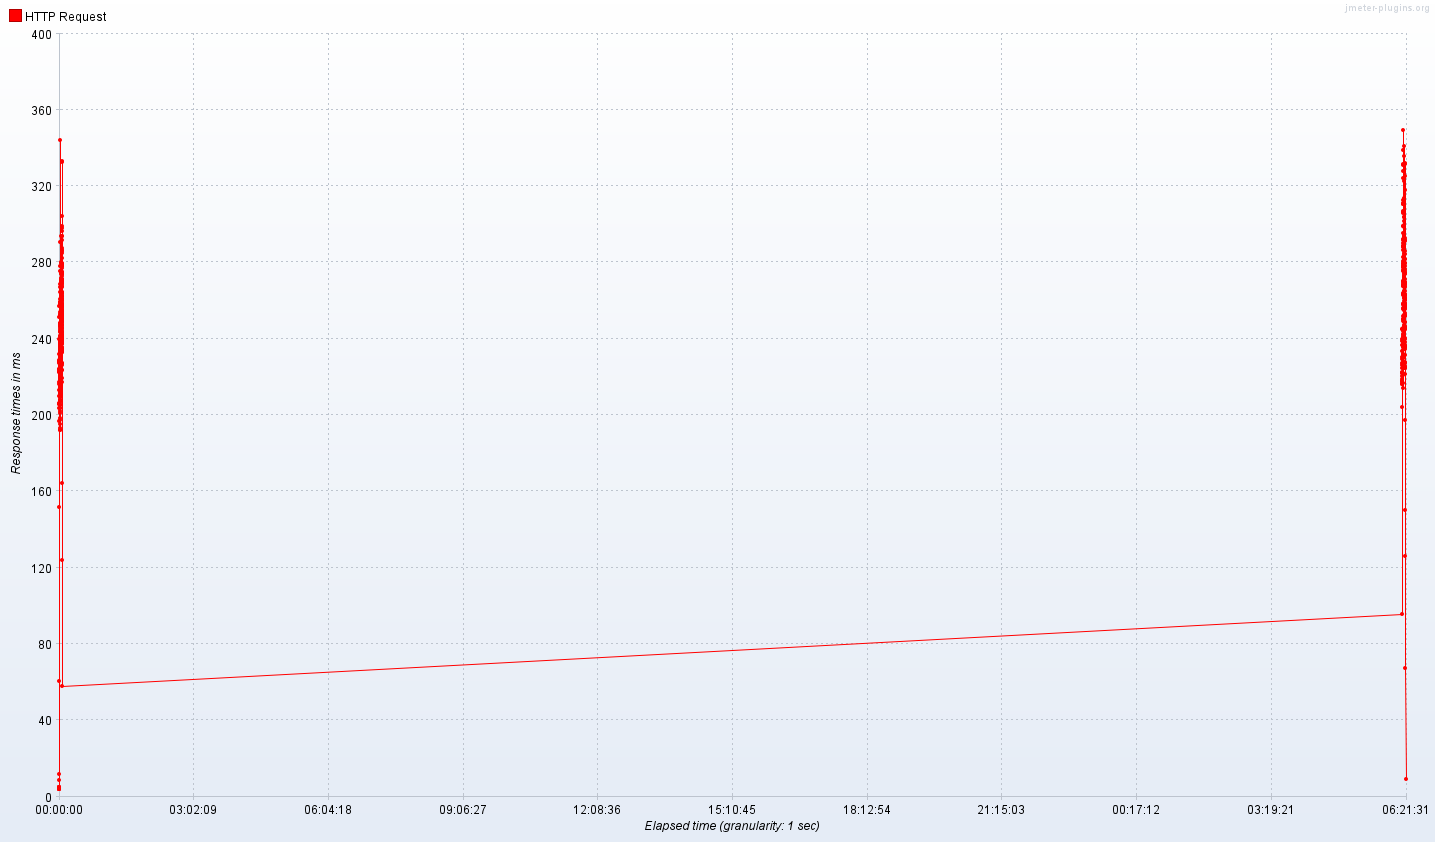 jmeter-plugins.org
HTTP Request
400
360
320
280
240
200
160
120
80
40
0
Response times in ms
00:00:00 03:02:09 06:04:18 09:06:27 12:08:36 15:10:45 18:12:54 21:15:03 00:17:12 03:19:21 06:21:31
Elapsed time (granularity: 1 sec)